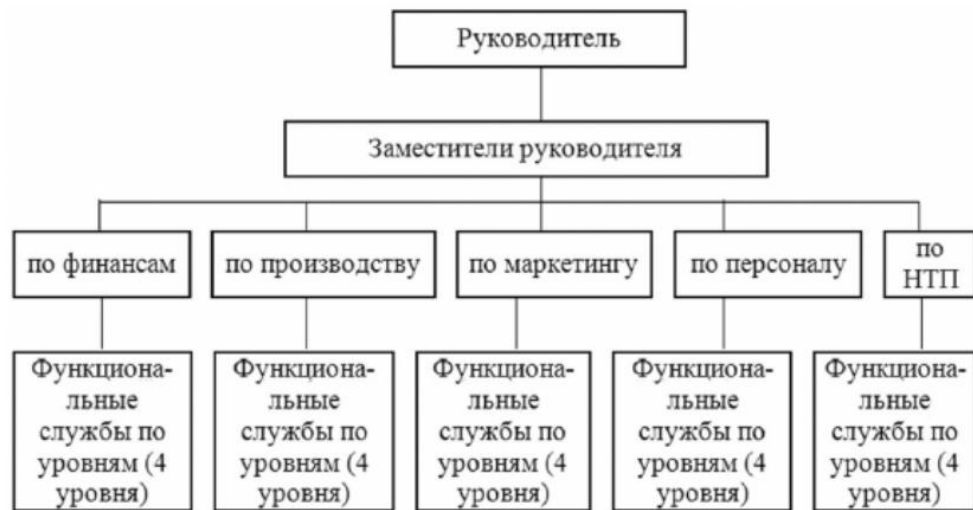 Руководитель
Заместители руководителя
по финансам
по производству
по маркетингу
по персоналу
по
НТП
Функциона-
льные
службы по
уровням (4
уровня)
Функциона-
льные
службы по
уровням (4
уровня)
Функциона-
льные
службы по
уровням (4
уровня)
Функциона-
льные
службы по
уровням (4
уровня)
Функциона-
льные
службы по
уровням (4
уровня)